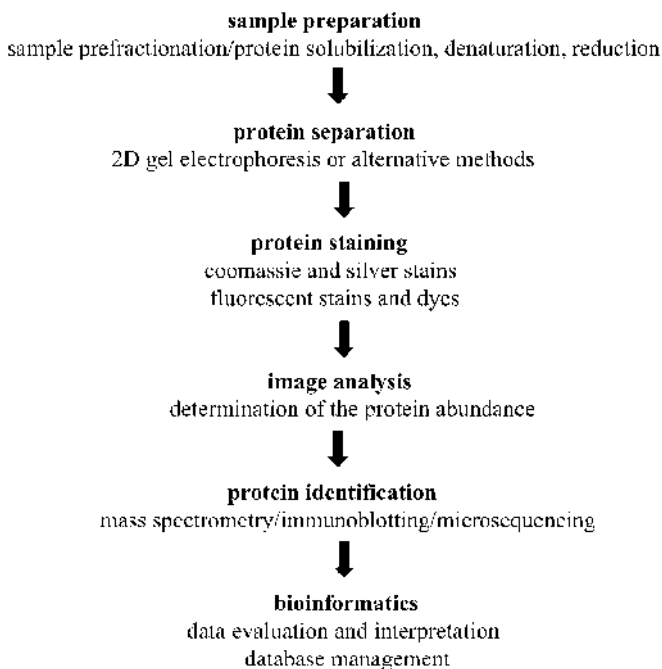 sample preparation
sample prefractionation/protein solubilization, denaturation, reduction
protein separation
2D gel electrophoresis or alternative methods
protein staining
coomassie and silver stains
fluorescent stains and dyes
image analysis
determination of the protein abundance
protein identification
mass spectrometry/immunoblotting/microsequencing
bioinformatics
data evaluation and interpretation
database management